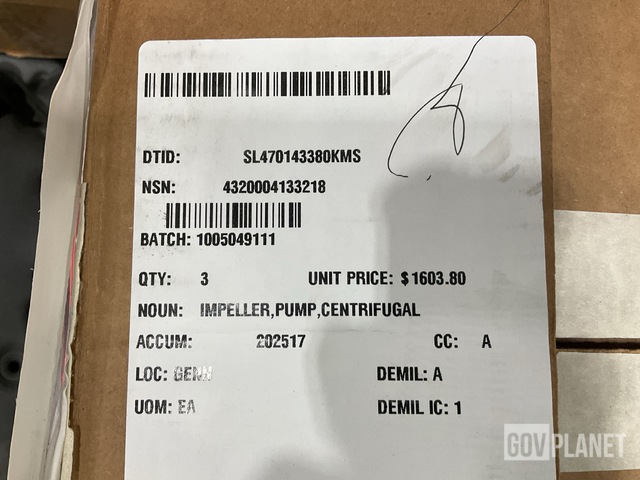 DTID: SL470143380KMS
NSN: 4320004133218
BATCH: 1005049111
QTY: 3 UNIT PRICE: $1603.80
NOUN: IMPELLER,PUMP,CENTRIFUGAL
ACCUM: 202517 CC: A
LOC: DEMIL: A
UOM: EA DEMIL IC: 1
GOVPLANET